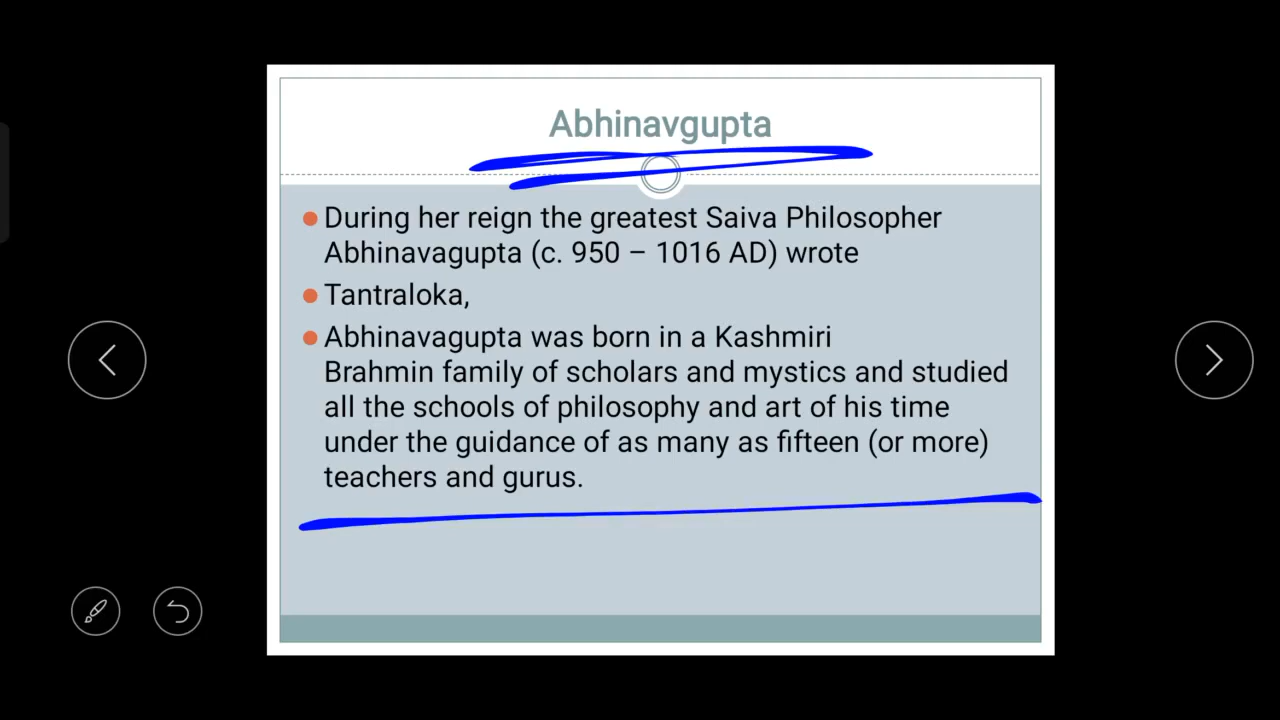 Abhinavgupta
During her reign the greatest Saiva Philosopher
Abhinavagupta (c. 950 – 1016 AD) wrote
Tantraloka,
Abhinavagupta was born in a Kashmiri
Brahmin family of scholars and mystics and studied
all the schools of philosophy and art of his time
under the guidance of as many as fifteen (or more)
teachers and gurus.